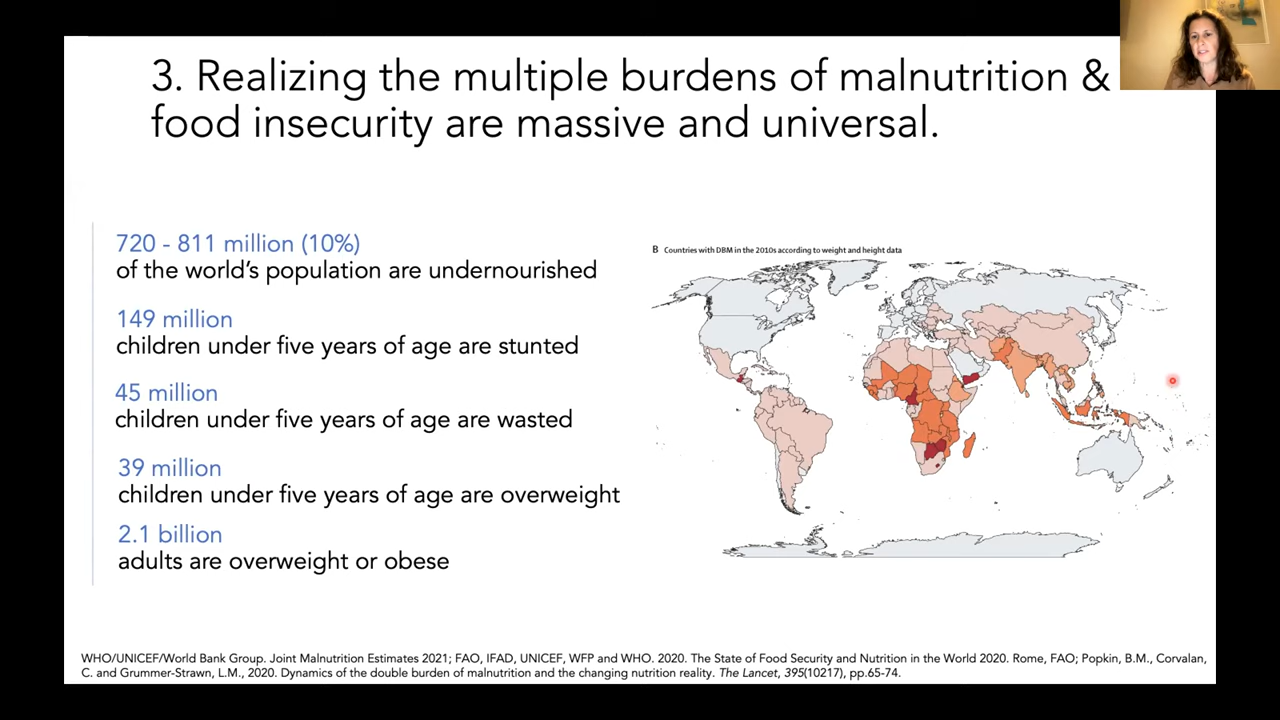 3. Realizing the multiple burdens of malnutrition &
food insecurity are massive and universal.
720 - 811 million (10%)
of the world's population are undernourished
149 million
children under five years of age are stunted
45 million
children under five years of age are wasted
39 million
children under five years of age are overweight
2.1 billion
adults are overweight or obese
B Countries with DBM in the 2010s according to weight and height data
WHO/UNICEF/World Bank Group. Joint Malnutrition Estimates 2021; FAO, IFAD, UNICEF, WFP and WHO. 2020. The State of Food Security and Nutrition in the World 2020. Rome, FAO; Popkin, B.M., Corvalan,
C. and Grummer-Strawn, L.M., 2020. Dynamics of the double burden of malnutrition and the changing nutrition reality. The Lancet, 395(10217), pp.65-74.